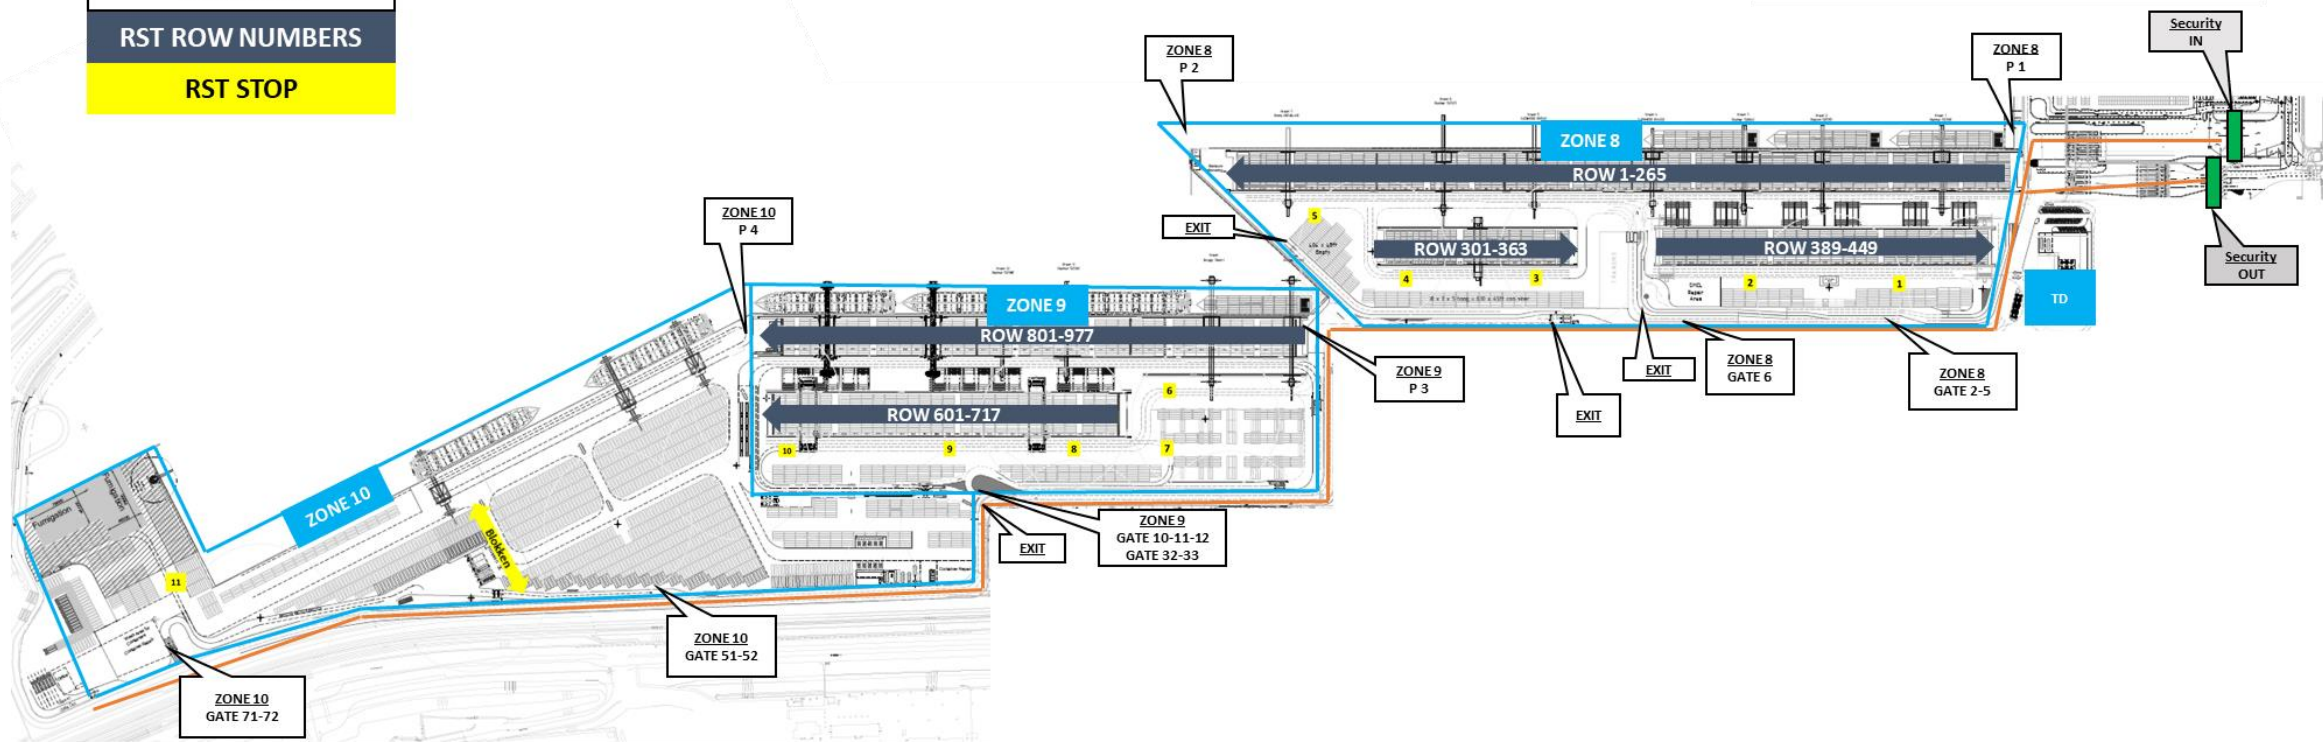 RST ROW NUMBERS
RST STOP
ZONE 8
P 2
ZONE 8
P 1
Security
IN
ZONE 8
ROW 1-265
ZONE 10
P 4
EXIT
5
ROW 301-363
ROW 389-449
Security
OUT
4
3
2
1
TD
ZONE 9
ROW 801-977
ZONE 9
P 3
EXIT
ZONE 8
GATE 6
ZONE 8
GATE 2-5
EXIT
6
ROW 601-717
10
9
8
7
ZONE 10
Fumigation
Fumigation
Blokken
EXIT
ZONE 9
GATE 10-11-12
GATE 32-33
11
Container Repair
ZONE 10
GATE 51-52
ZONE 10
GATE 71-72